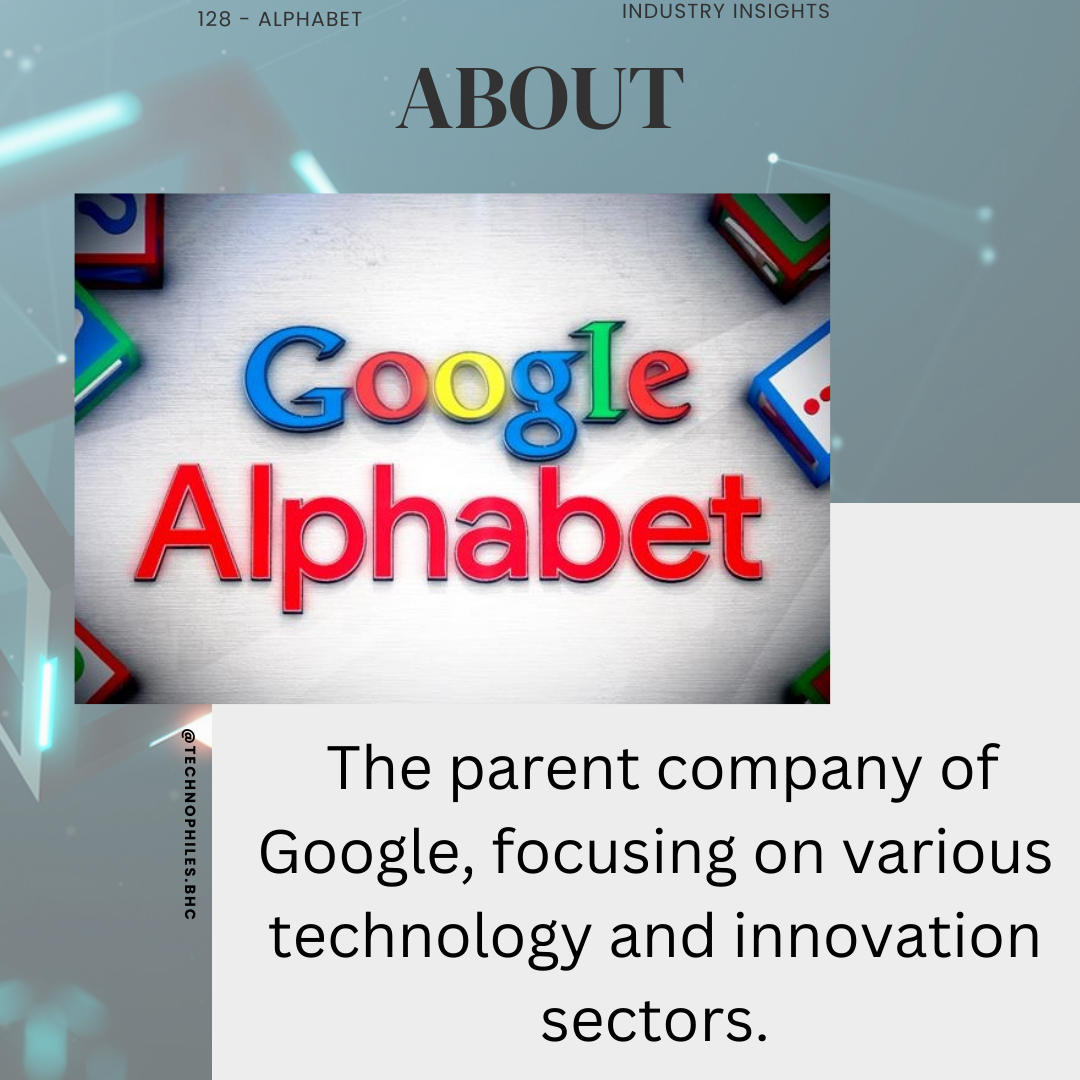 128 - ALPHABET
INDUSTRY INSIGHTS
ABOUT
Google
Alphabet
@TECHNOPHILES.BHC
The parent company of
Google, focusing on various
technology and innovation
sectors.